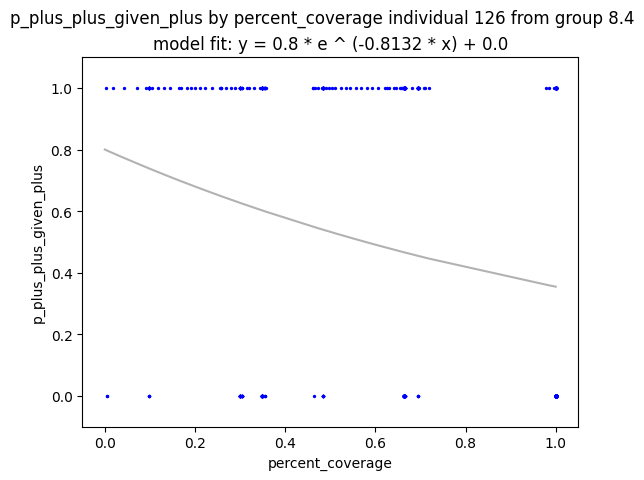 p_plus_plus_given_plus by percent_coverage individual 126 from group 8.4
model fit: y = 0.8 * e ^ (-0.8132 * x) + 0.0
1.0
0.8
0.6
0.4
0.2
0.0
p_plus_plus_given_plus
0.0 0.2 0.4 0.6 0.8 1.0
percent_coverage